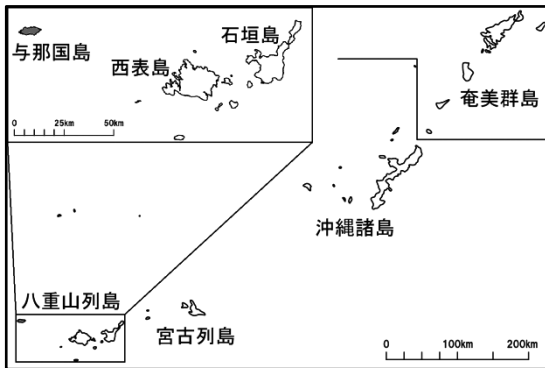 石垣島
与那国島
西表島
0 25km 50km
奄美群島
沖縄諸島
八重山列島
宮古列島
0 100km 200km